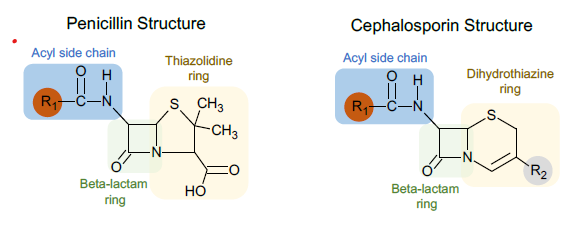 Penicillin Structure
Acyl side chain
Thiazolidine
ring
O
H
R1
C
N
S
CH3
CH3
N
O
O
HO
Beta-lactam
ring
Cephalosporin Structure
Acyl side chain
Dihydrothiazine
ring
O
H
R1
C
N
S
N
O
R2
Beta-lactam
ring